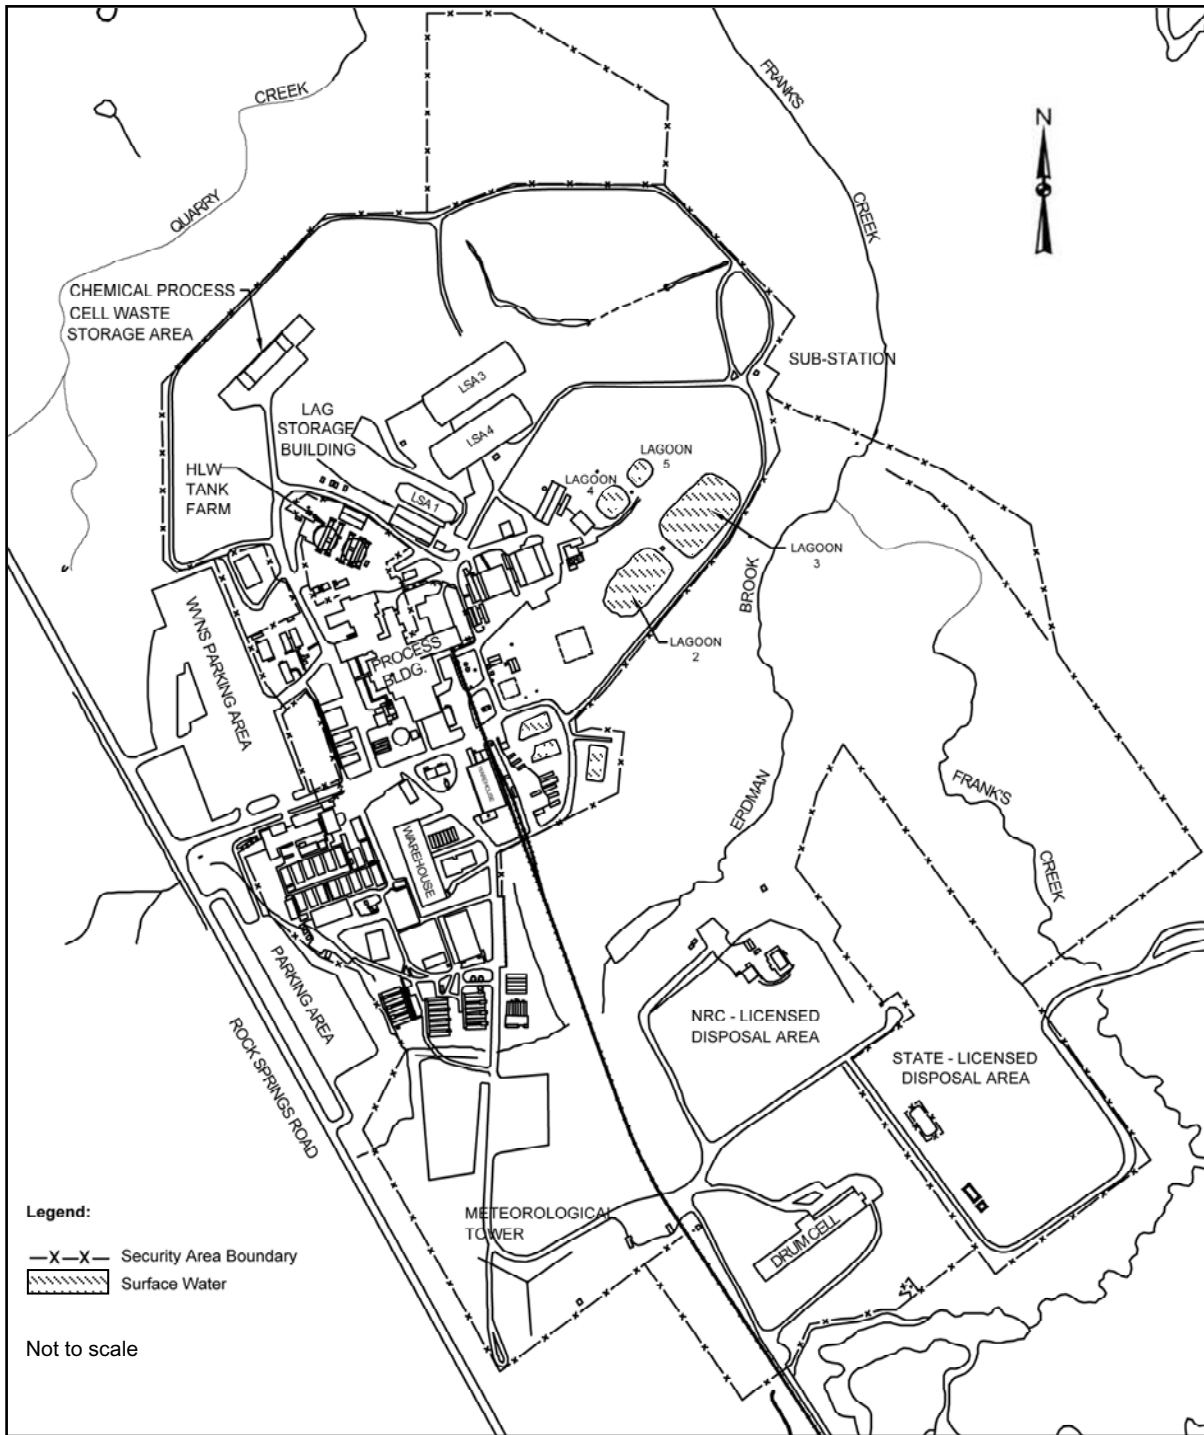 CREEK
FRANK'S
N
QUARRY
CREEK
CHEMICAL PROCESS
CELL WASTE
STORAGE AREA
SUB-STATION
LSA 3
LAG
STORAGE
BUILDING
LSA 4
LAGOON
5
HLW
TANK
FARM
LAGOON
4
LSA 1
LAGOON
3
BROOK
WVNS PARKING AREA
PROCESS
BLDG.
LAGOON
2
WAREHOUSE
ERDMAN
FRANK'S
WAREHOUSE
CREEK
PARKING AREA
NRC - LICENSED
DISPOSAL AREA
ROCK SPRINGS ROAD
STATE - LICENSED
DISPOSAL AREA
METEOROLOGICAL
TOWER
DRUM CELL
Legend:
—X—X— Security Area Boundary
Surface Water
Not to scale